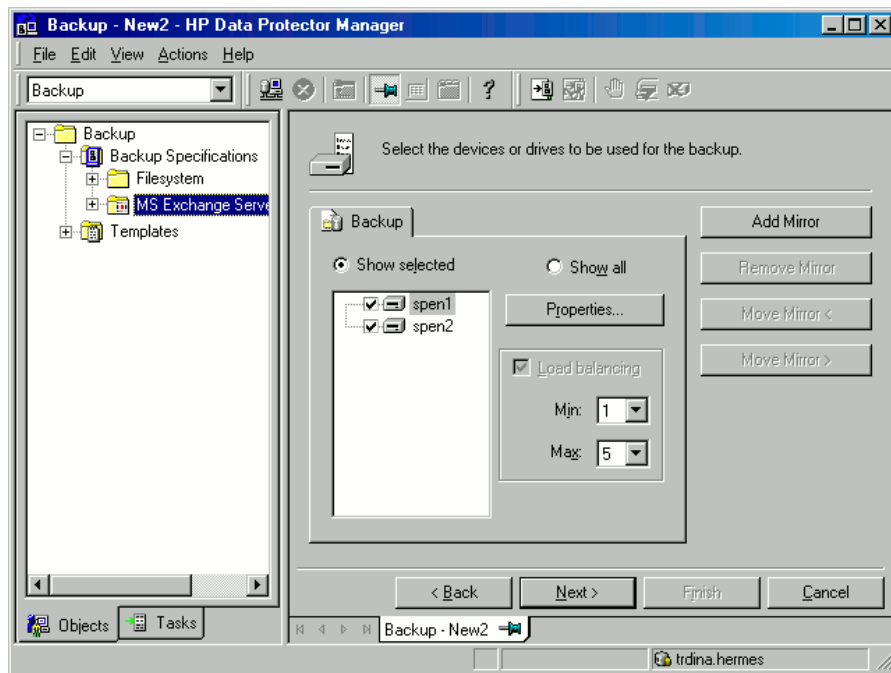 Backup - New2 - HP Data Protector Manager
File Edit View Actions Help
Backup
Backup
Backup Specifications
Filesystem
MS Exchange Serve
Templates
Objects
Tasks
Select the devices or drives to be used for the backup.
Backup
Show selected
Show all
spen1
spen2
Properties...
Load balancing
Min: 1
Max: 5
Add Mirror
Remove Mirror
Move Mirror <
Move Mirror >
< Back
Next >
Finish
Cancel
Backup - New2
trdina.hermes